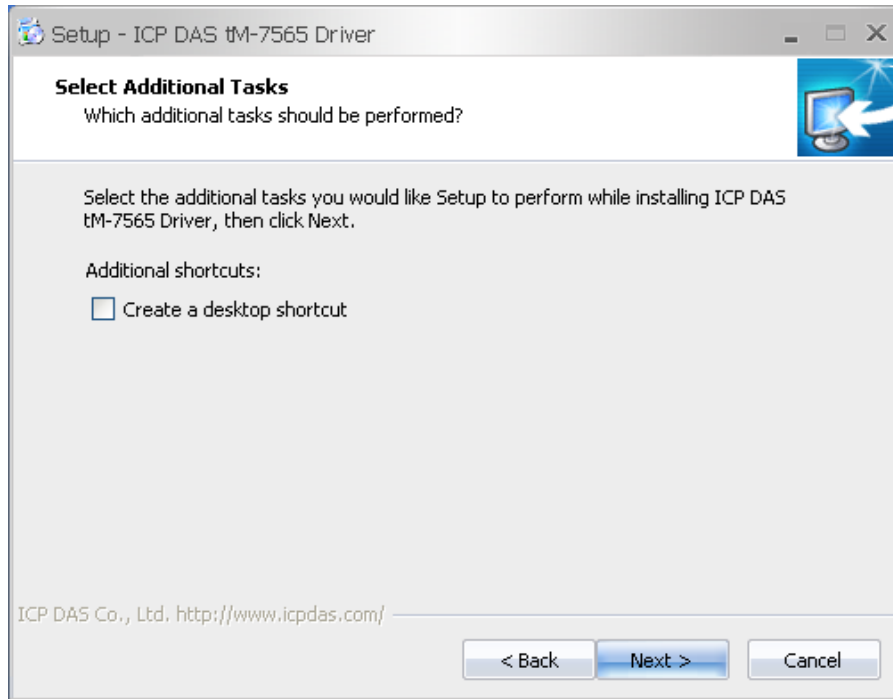 Setup - ICP DAS tM-7565 Driver
Select Additional Tasks
Which additional tasks should be performed?
Select the additional tasks you would like Setup to perform while installing ICP DAS
tM-7565 Driver, then click Next.
Additional shortcuts:
Create a desktop shortcut
ICP DAS Co., Ltd. http://www.icpdas.com/
< Back
Next >
Cancel